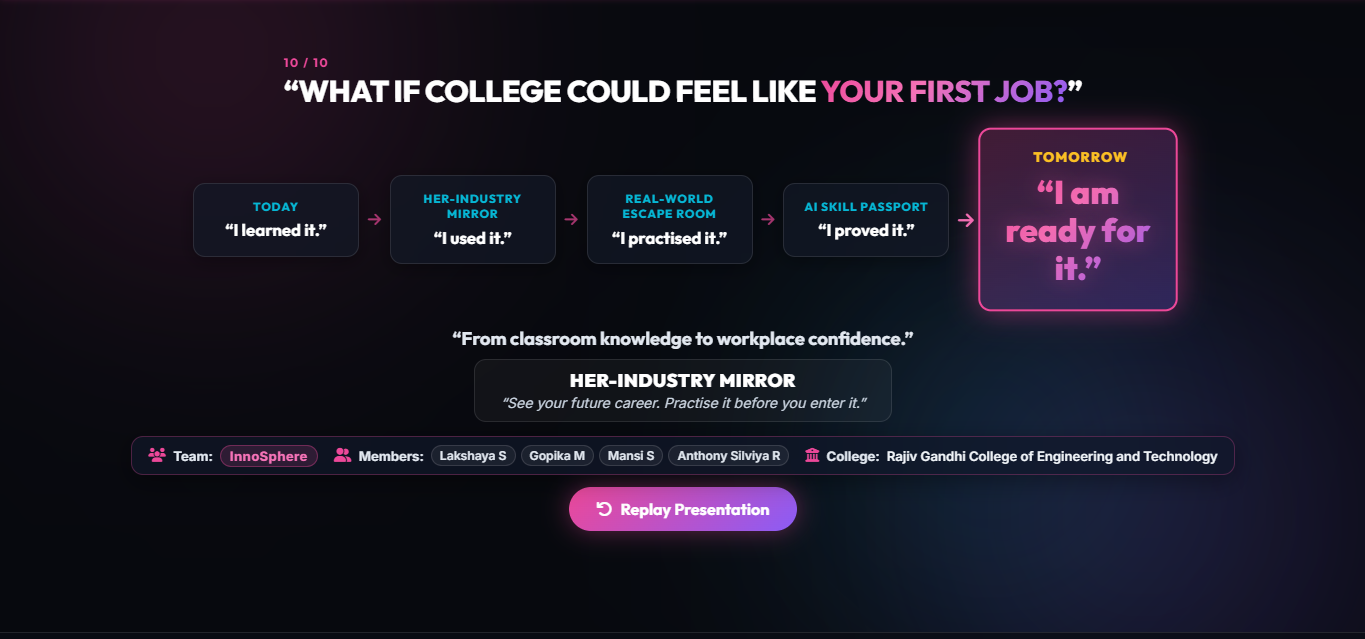 10 / 10
“WHAT IF COLLEGE COULD FEEL LIKE YOUR FIRST JOB?”
TODAY
“I learned it.”
HER-INDUSTRY
MIRROR
“I used it.”
REAL-WORLD
ESCAPE ROOM
“I practised it.”
AI SKILL PASSPORT
“I proved it.”
TOMORROW
“I am
ready for
it.”
“From classroom knowledge to workplace confidence.”
HER-INDUSTRY MIRROR
“See your future career. Practise it before you enter it.”
Team: InnoSphere Members: Lakshaya S Gopika M Mansi S Anthony Silviya R College: Rajiv Gandhi College of Engineering and Technology
Replay Presentation